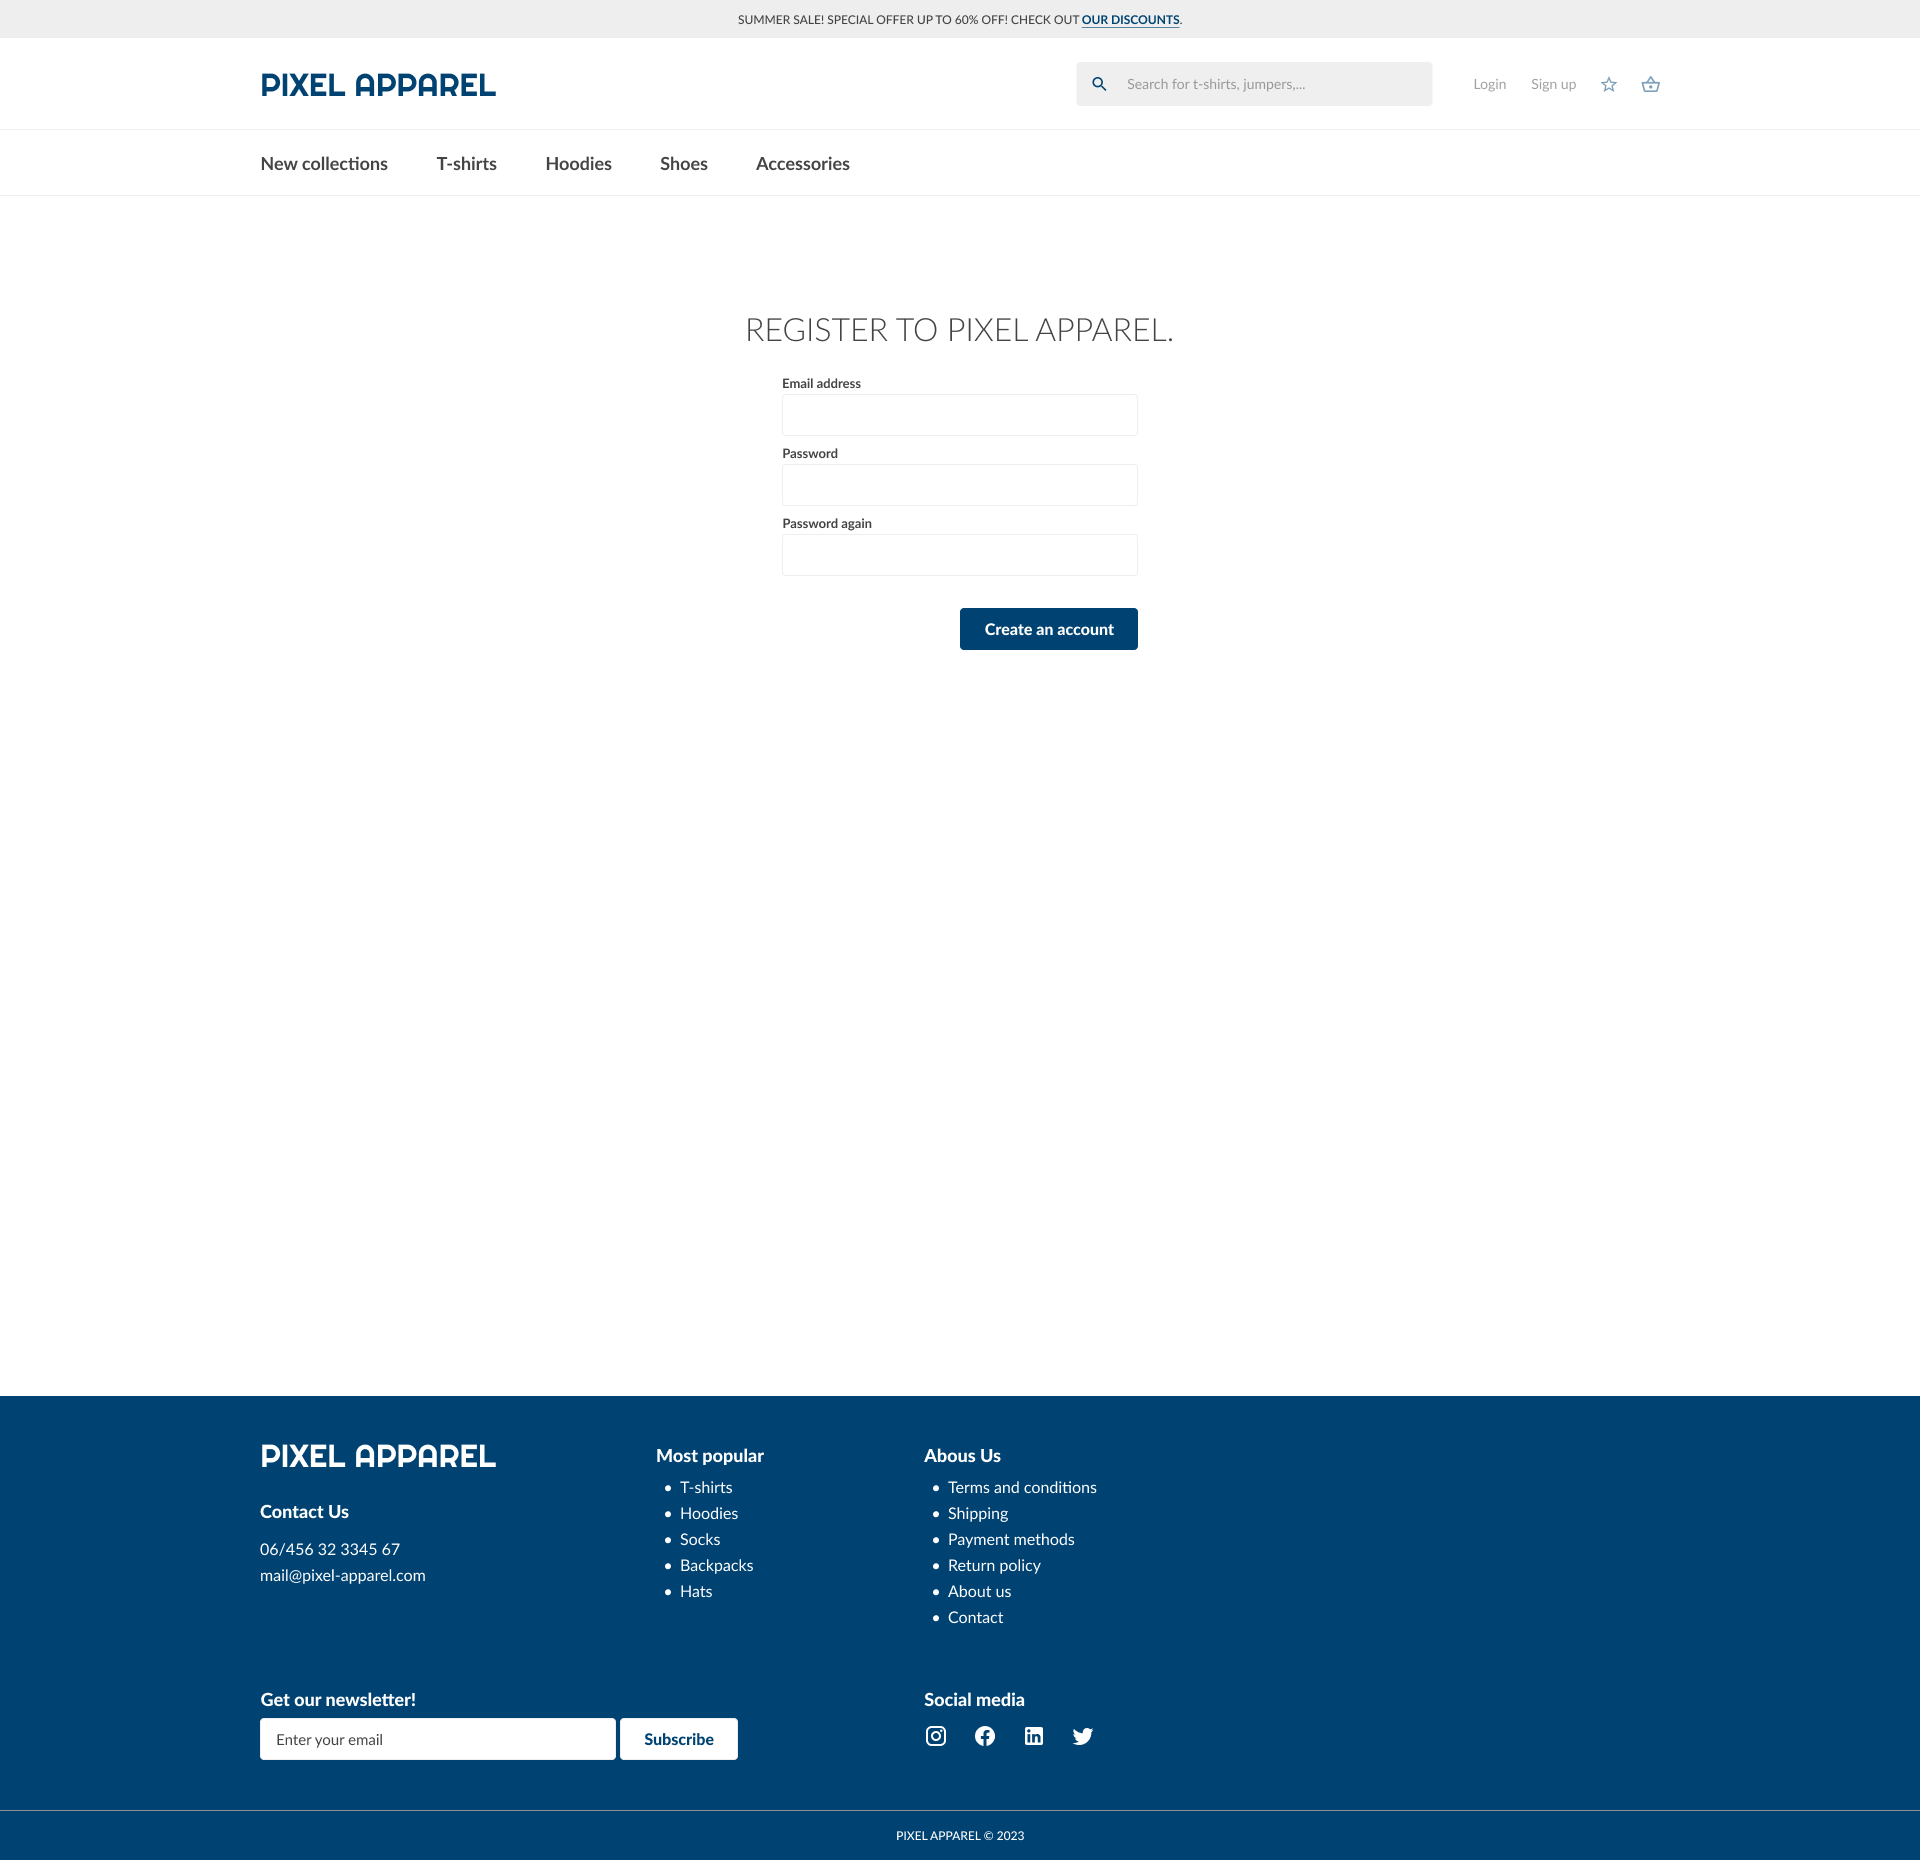 SUMMER SALE! SPECIAL OFFER UP TO 60% OFF! CHECK OUT OUR DISCOUNTS.
PIXEL APPAREL
Search for t-shirts, jumpers,...
Login
Sign up
New collections
T-shirts
Hoodies
Shoes
Accessories
REGISTER TO PIXEL APPAREL.
Email address
Password
Password again
Create an account
PIXEL APPAREL
Contact Us
06/456 32 3345 67
mail@pixel-apparel.com
Most popular
T-shirts
Hoodies
Socks
Backpacks
Hats
Abous Us
Terms and conditions
Shipping
Payment methods
Return policy
About us
Contact
Get our newsletter!
Enter your email
Subscribe
Social media
PIXEL APPAREL © 2023